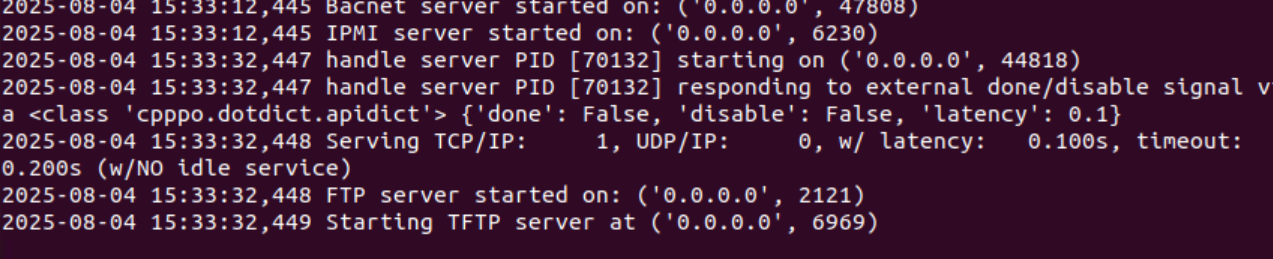 2025-08-04 15:33:12,445 Bacnet server started on: ('0.0.0.0', 47808)
2025-08-04 15:33:12,445 IPMI server started on: ('0.0.0.0', 6230)
2025-08-04 15:33:32,447 handle server PID [70132] starting on ('0.0.0.0', 44818)
2025-08-04 15:33:32,447 handle server PID [70132] responding to external done/disable signal vi
a <class 'cpppo.dotdict.apidict'> {'done': False, 'disable': False, 'latency': 0.1}
2025-08-04 15:33:32,448 Serving TCP/IP:     1, UDP/IP:     0, w/ latency:   0.100s, timeout:
0.200s (w/NO idle service)
2025-08-04 15:33:32,448 FTP server started on: ('0.0.0.0', 2121)
2025-08-04 15:33:32,449 Starting TFTP server at ('0.0.0.0', 6969)